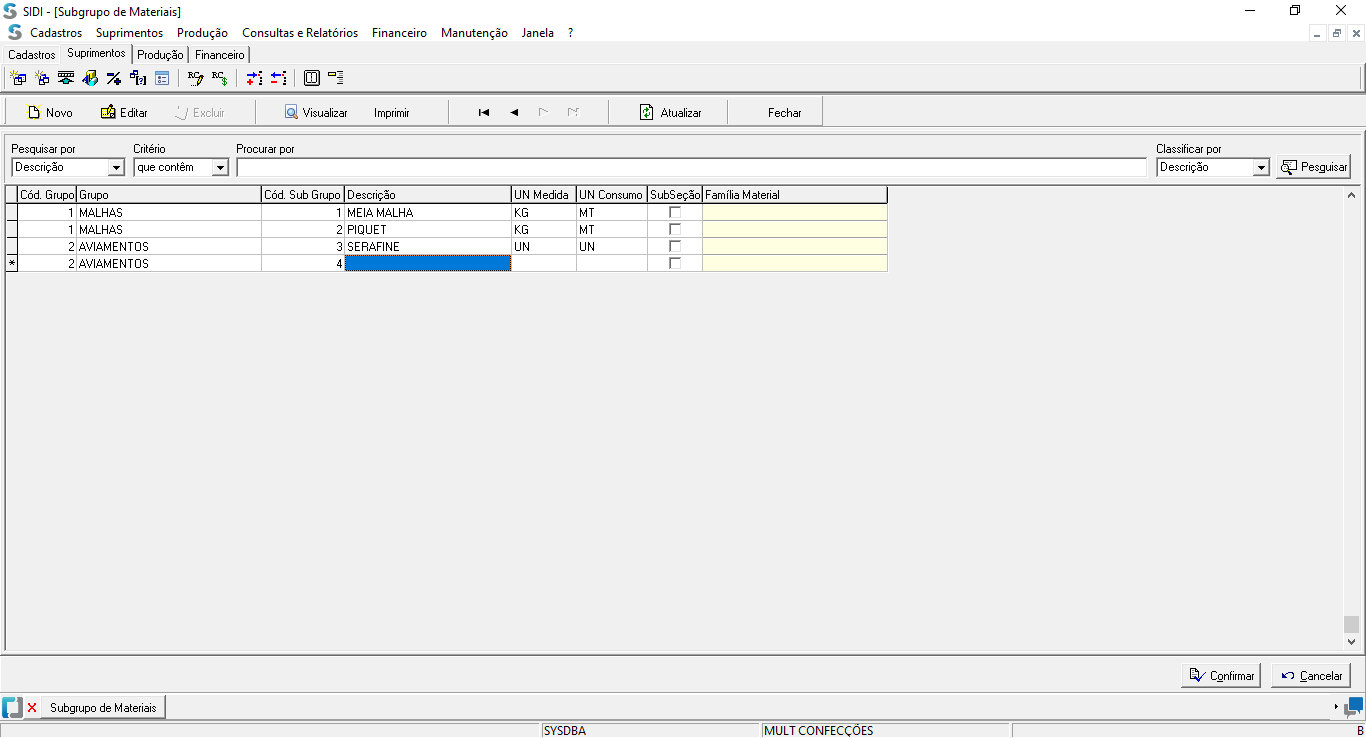 SIDI - [Subgrupo de Materiais]
Cadastros Suprimentos Produção Consultas e Relatórios Financeiro Manutenção Janela ?
Cadastros Suprimentos Produção Financeiro
Novo Editar Excluir Visualizar Imprimir Atualizar Fechar
Pesquisar por Critério Procurar por Classificar por
Descrição que contêm Descrição Pesquisar
Cód. Grupo Grupo Cód. Sub Grupo Descrição UN Medida UN Consumo SubSeção Família Material
1 MALHAS 1 MEIA MALHA KG MT
1 MALHAS 2 PIQUET KG MT
2 AVIAMENTOS 3 SERAFINE UN UN
* 2 AVIAMENTOS 4
Confirmar Cancelar
Subgrupo de Materiais
SYSDBA MULT CONFECÇÕES B